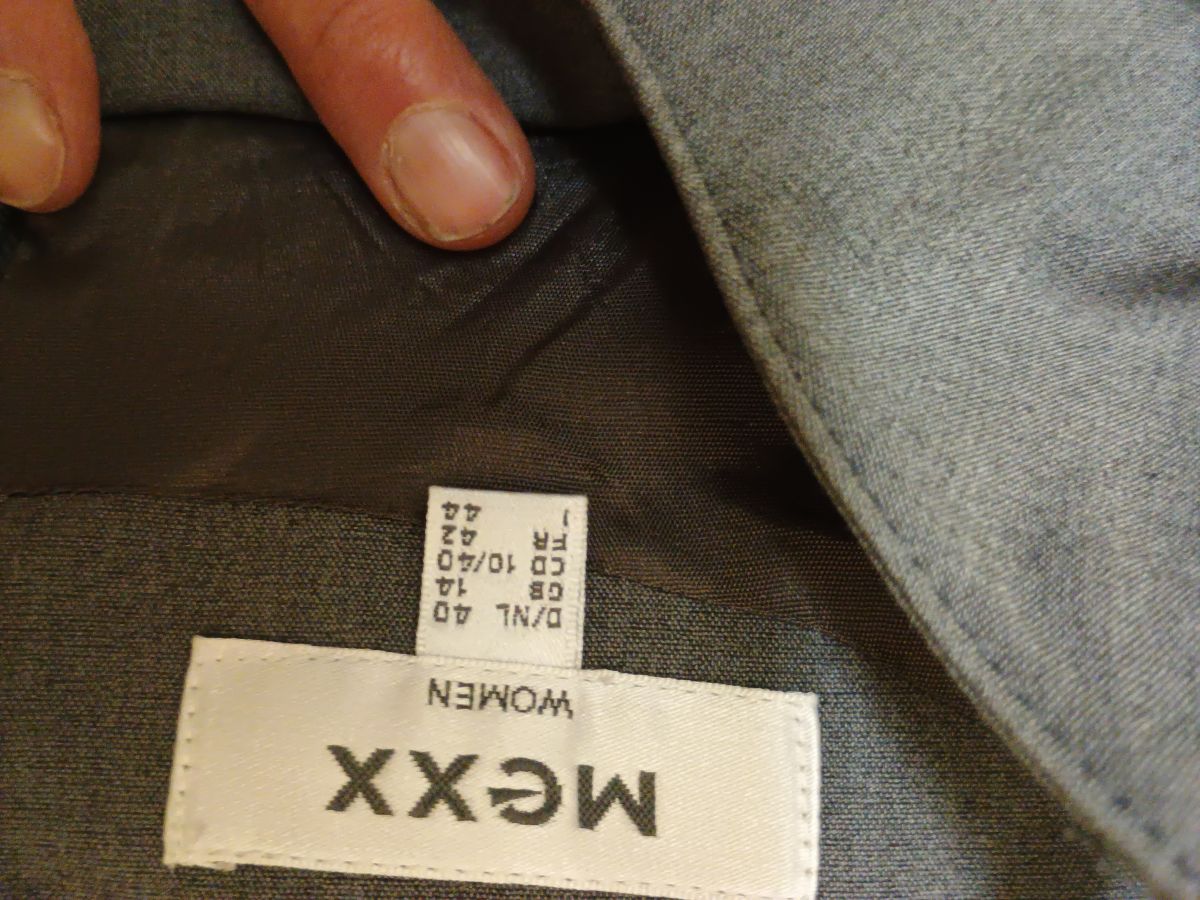 MEXX
WOMEN
D/NL 40
GB 14
CD 10/40
FR 42
I 44